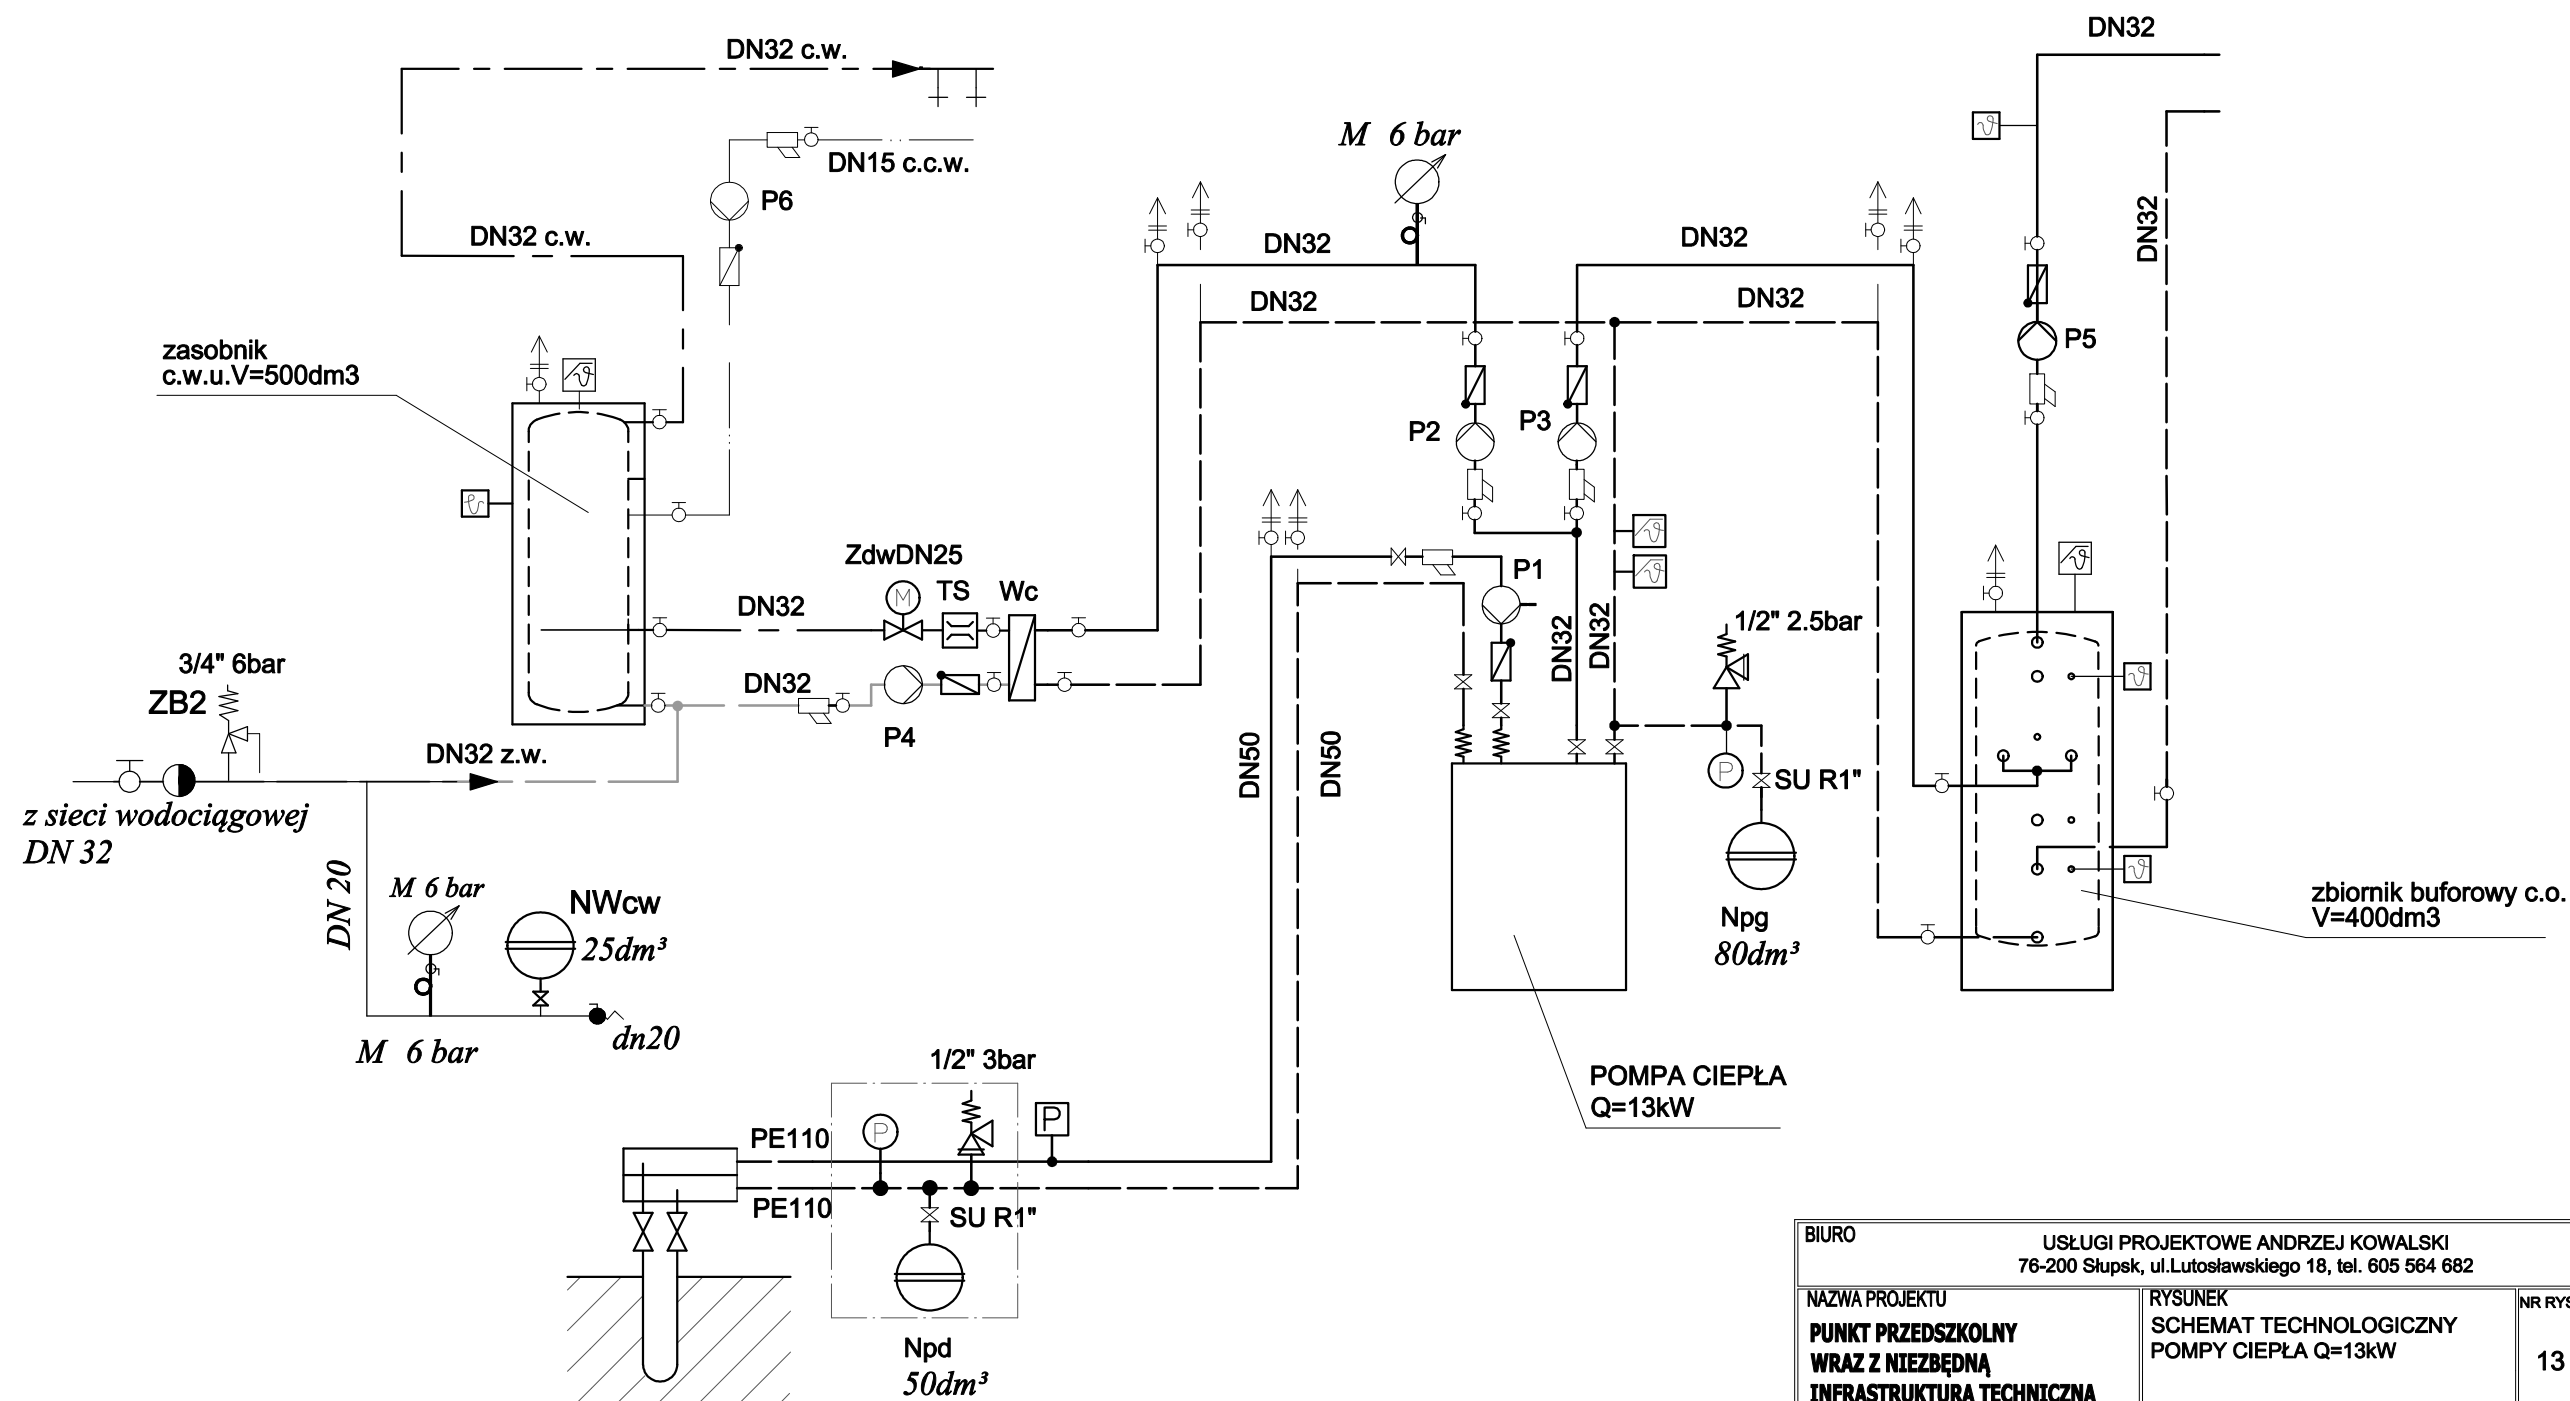 DN32 c.w.
DN32
DN15 c.c.w.
M 6 bar
P6
DN32 c.w.
DN32
DN32
DN32
DN32
DN32
P5
zasobnik
c.w.u.V=500dm3
P2
P3
ZdwDN25
M
TS
Wc
P1
DN32
1/2" 2.5bar
DN32
DN32
3/4" 6bar
ZB2
DN32
P4
DN32 z.w.
DN50
DN50
P
SU R1"
z sieci wodociągowej
DN 32
DN 20
M 6 bar
NWcw
25dm³
Npg
80dm³
zbiornik buforowy c.o.
V=400dm3
M 6 bar
dn20
1/2" 3bar
POMPA CIEPŁA
Q=13kW
PE110
P
P
PE110
SU R1"
Npd
50dm³
BIURO
USŁUGI PROJEKTOWE ANDRZEJ KOWALSKI
76-200 Słupsk, ul.Lutosławskiego 18, tel. 605 564 682
NAZWA PROJEKTU
PUNKT PRZEDSZKOLNY
WRAZ Z NIEZBĘDNĄ
INFRASTRUKTURA TECHNICZNA
RYSUNEK
SCHEMAT TECHNOLOGICZNY
POMPY CIEPŁA Q=13kW
NR RYS
13